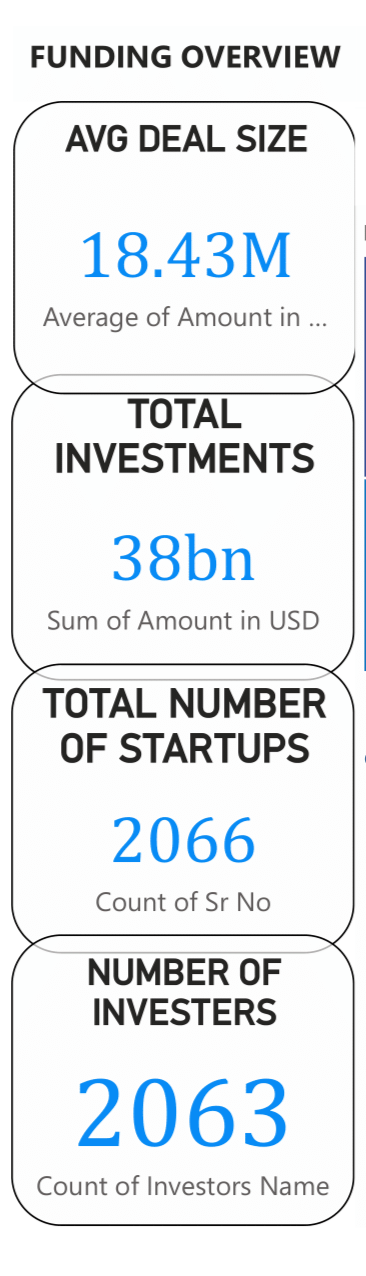 FUNDING OVERVIEW
AVG DEAL SIZE
18.43M
Average of Amount in ...
TOTAL
INVESTMENTS
38bn
Sum of Amount in USD
TOTAL NUMBER
OF STARTUPS
2066
Count of Sr No
NUMBER OF
INVESTERS
2063
Count of Investors Name